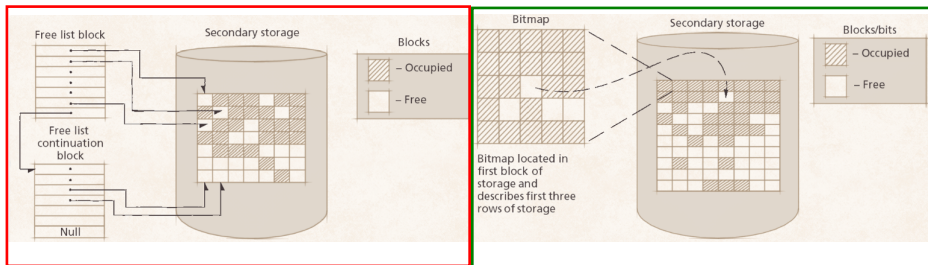 Free list block
Secondary storage
Blocks
– Occupied
– Free
Free list
continuation
block
Null
Bitmap
Secondary storage
Blocks/bits
– Occupied
– Free
Bitmap located in
first block of
storage and
describes first three
rows of storage